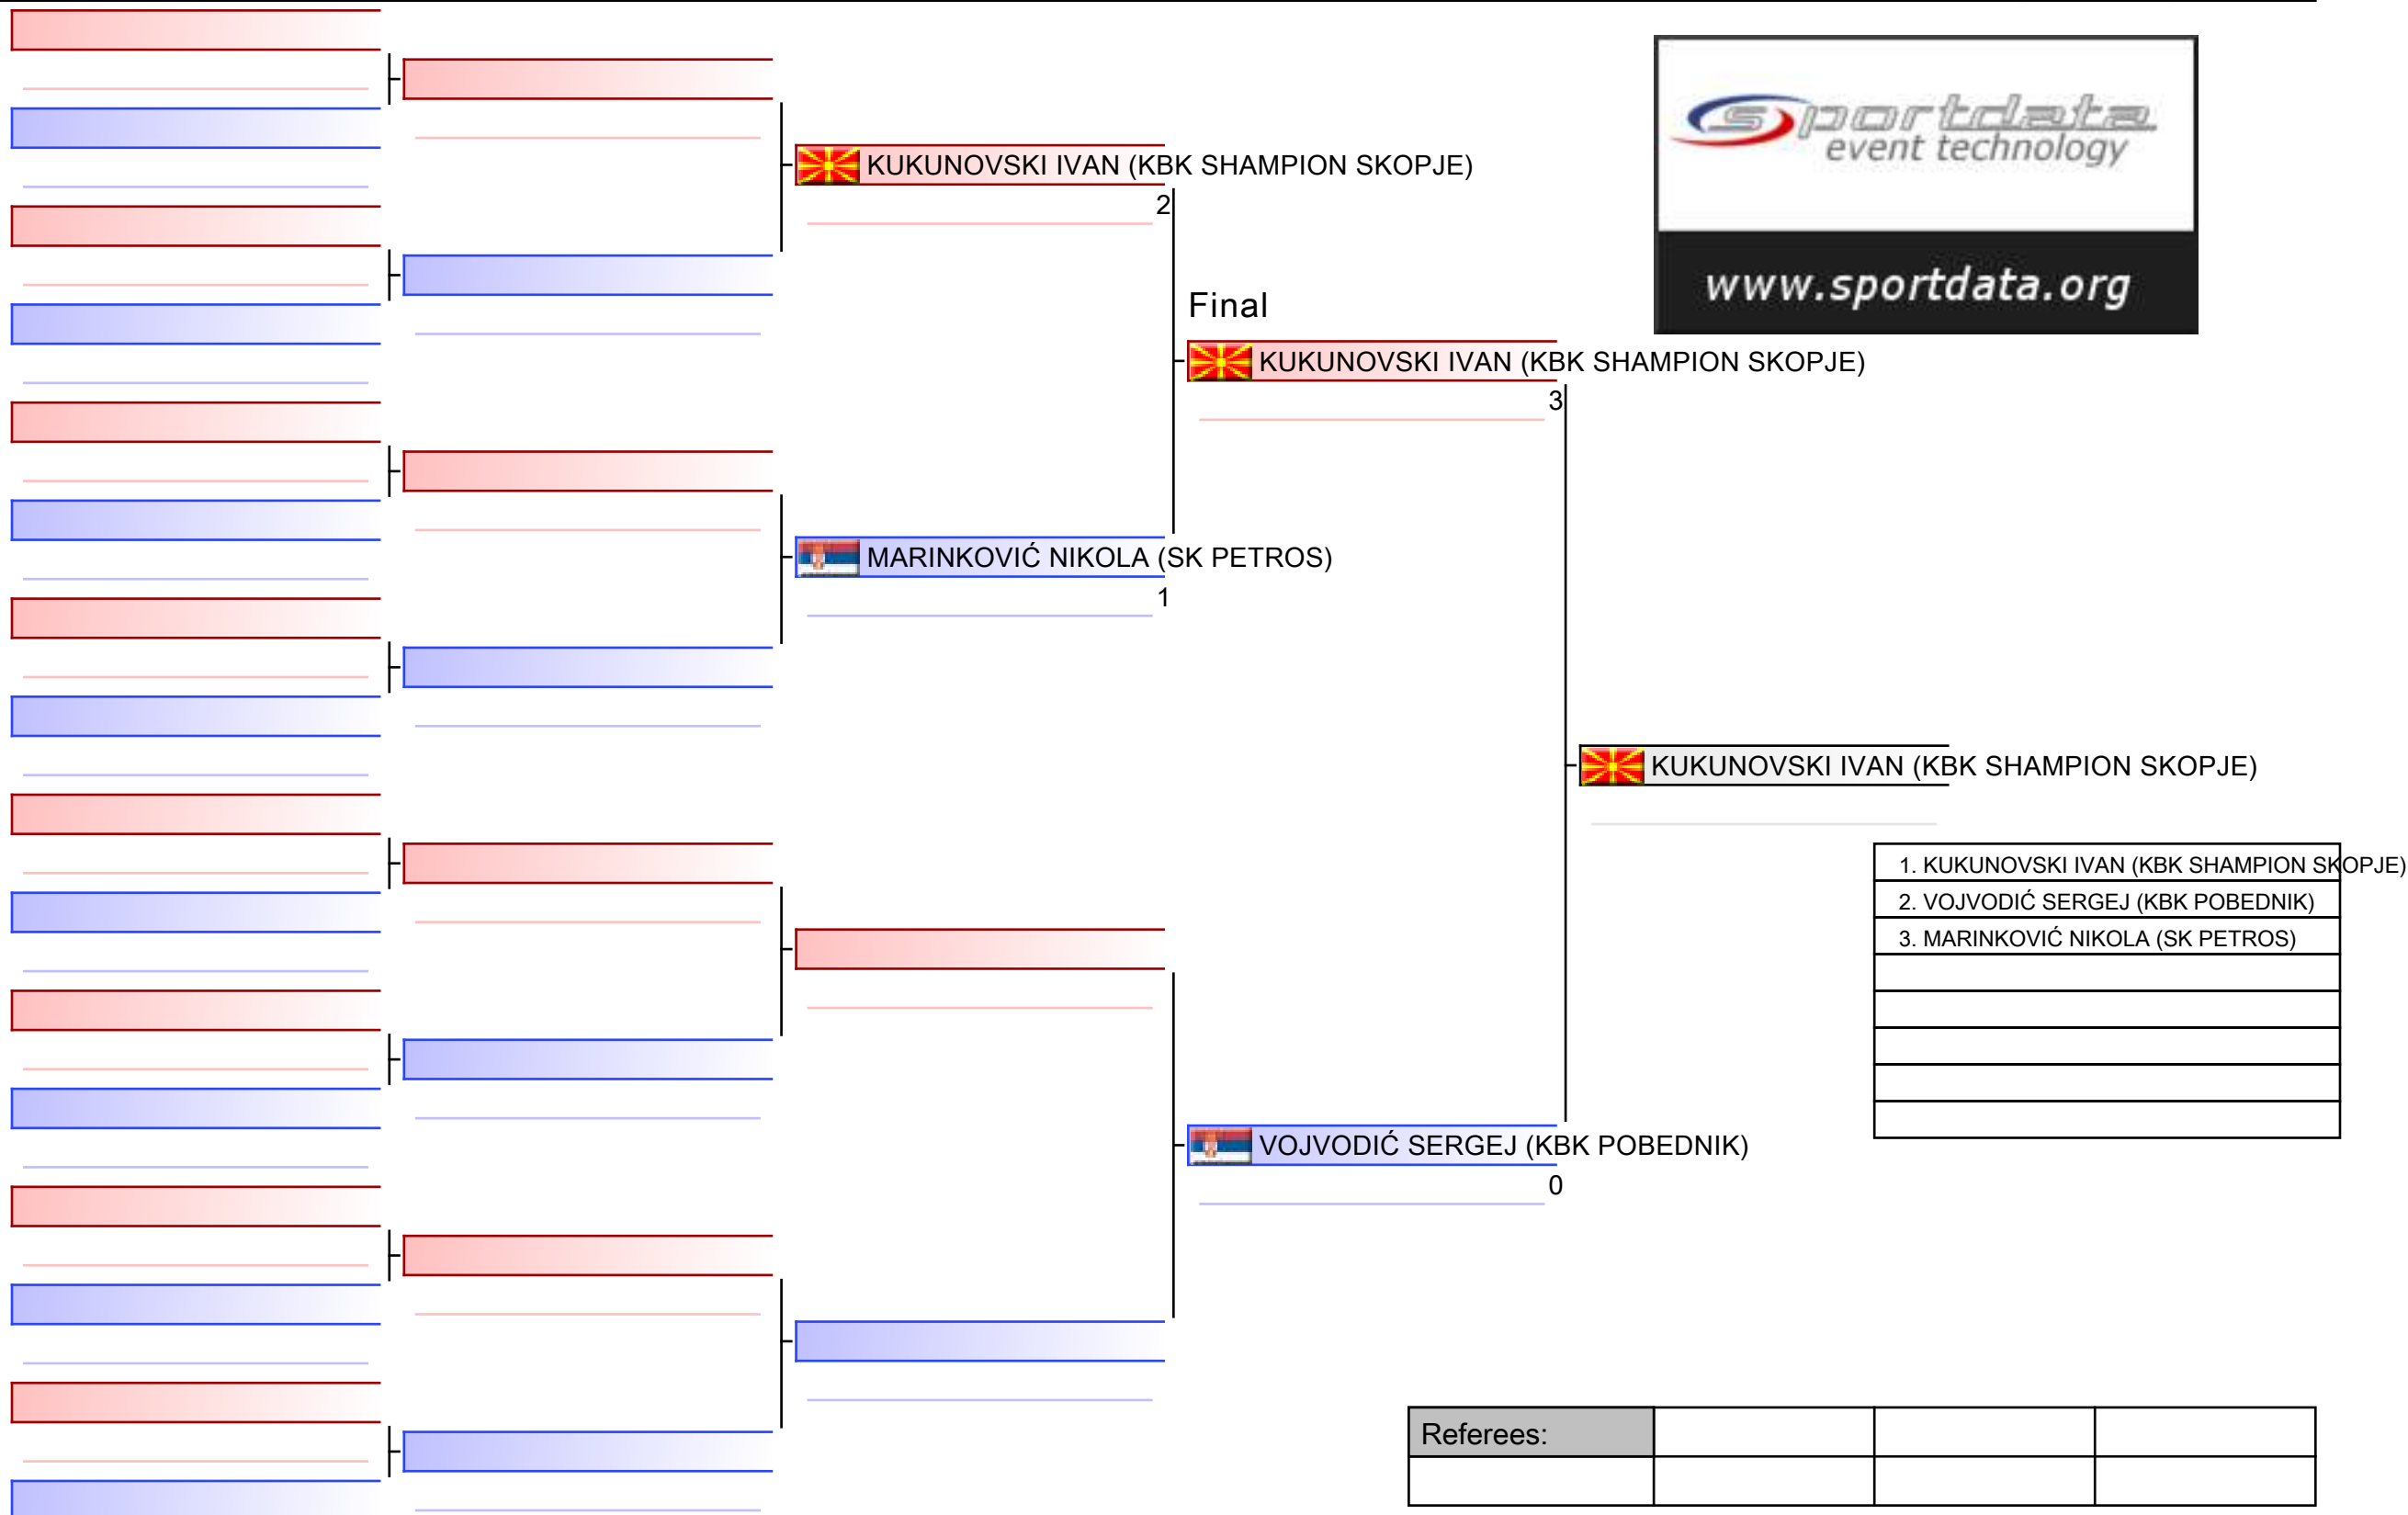 sportdata
event technology
www.sportdata.org
KUKUNOVSKI IVAN (KBK SHAMPION SKOPJE)
2
Final
KUKUNOVSKI IVAN (KBK SHAMPION SKOPJE)
3
MARINKOVIĆ NIKOLA (SK PETROS)
1
KUKUNOVSKI IVAN (KBK SHAMPION SKOPJE)
1. KUKUNOVSKI IVAN (KBK SHAMPION SKOPJE)
2. VOJVODIĆ SERGEJ (KBK POBEDNIK)
3. MARINKOVIĆ NIKOLA (SK PETROS)
VOJVODIĆ SERGEJ (KBK POBEDNIK)
0
Referees: